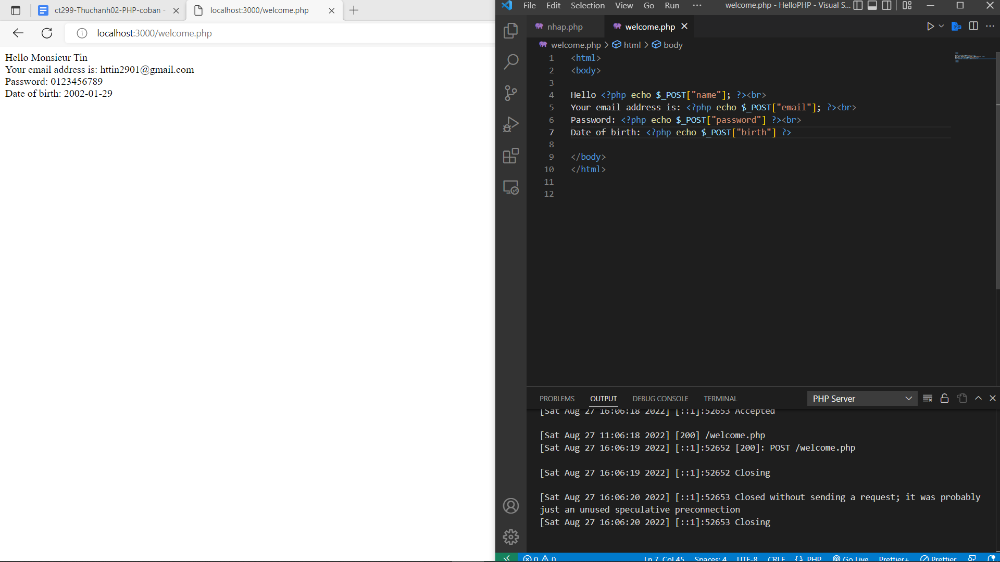 ct299-Thuchanh02-PHP-coban -
localhost:3000/welcome.php
localhost:3000/welcome.php
Hello Monsieur Tin
Your email address is: httin2901@gmail.com
Password: 0123456789
Date of birth: 2002-01-29
File Edit Selection View Go Run ··· welcome.php - HelloPHP - Visual S...
nhap.php welcome.php
welcome.php > html > body
1 <html>
2 <body>
3
4 Hello <?php echo $_POST["name"]; ?><br>
5 Your email address is: <?php echo $_POST["email"]; ?><br>
6 Password: <?php echo $_POST["password"] ?><br>
7 Date of birth: <?php echo $_POST["birth"] ?>
8
9 </body>
10 </html>
11
12
PROBLEMS OUTPUT DEBUG CONSOLE TERMINAL PHP Server
[Sat Aug 27 16:06:18 2022] [::1]:52653 Accepted
[Sat Aug 27 11:06:18 2022] [200] /welcome.php
[Sat Aug 27 16:06:19 2022] [::1]:52652 [200]: POST /welcome.php
[Sat Aug 27 16:06:19 2022] [::1]:52652 Closing
[Sat Aug 27 16:06:20 2022] [::1]:52653 Closed without sending a request; it was probably
just an unused speculative preconnection
[Sat Aug 27 16:06:20 2022] [::1]:52653 Closing
0 0 Ln 7, Col 45 Spaces: 4 UTF-8 CRLF {} PHP Go Live Prettier+ Prettier